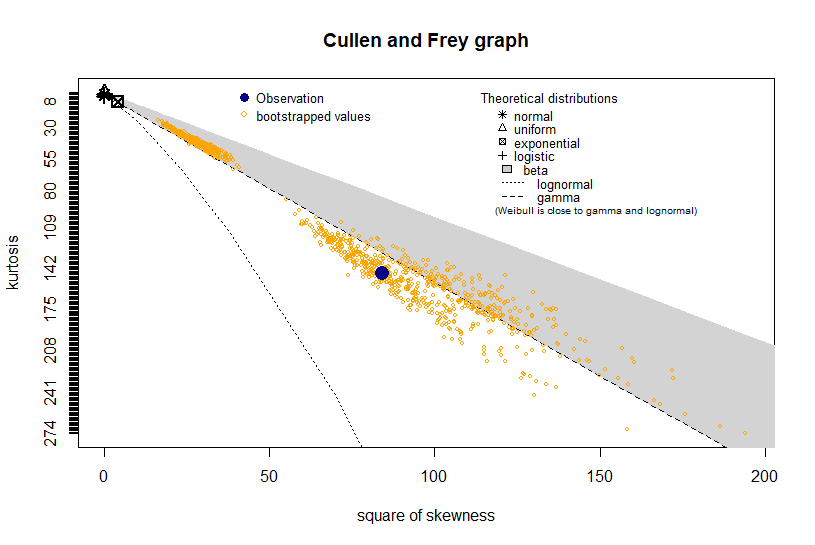 Cullen and Frey graph
Observation
bootstrapped values
Theoretical distributions
normal
uniform
exponential
logistic
beta
lognormal
gamma
(Weibull is close to gamma and lognormal)
kurtosis
8
30
55
80
109
142
175
208
241
274
0
50
100
150
200
square of skewness